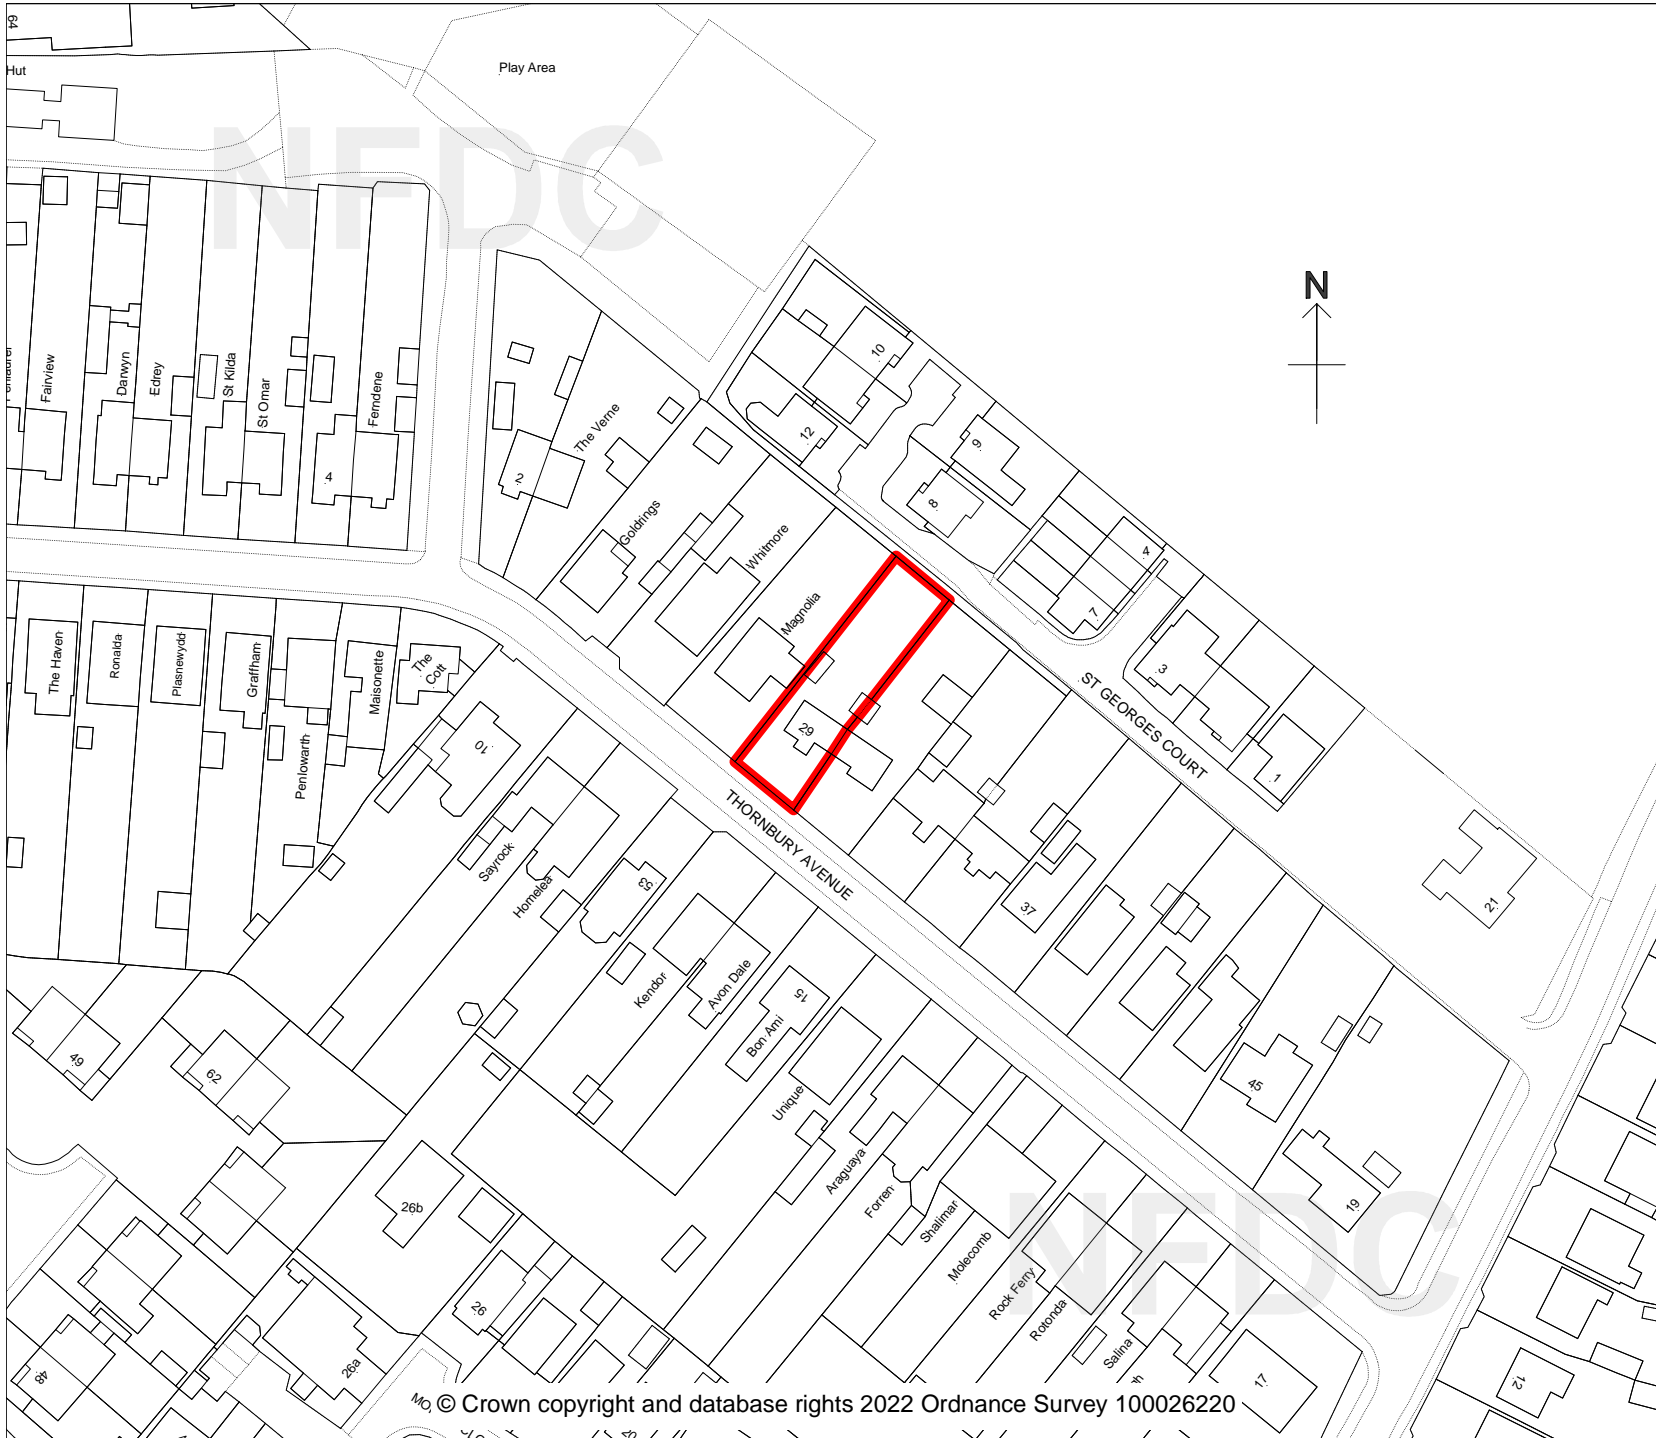 64
Hut
Play Area
NFDC
N
Fairview
Darwyn
Edrey
St Kilda
St Omar
4
Ferndene
2
The Verne
Goldrings
Whitmore
Magnolia
29
10
12
9
8
4
7
3
1
ST GEORGES COURT
21
The Haven
Ronalda
Plasnewydd
Graffham
Penlowarth
Maisonette
The
Cott
10
Sayrock
Homelea
53
Kendor
Avon Dale
15
Bon Ami
Unique
THORNBURY AVENUE
37
45
19
Araguaya
Forren
Shalimar
Molecomb
Rock Ferry
Rotonda
Salina
17
12
NFDC
49
62
26b
26
26a
48
© Crown copyright and database rights 2022 Ordnance Survey 100026220